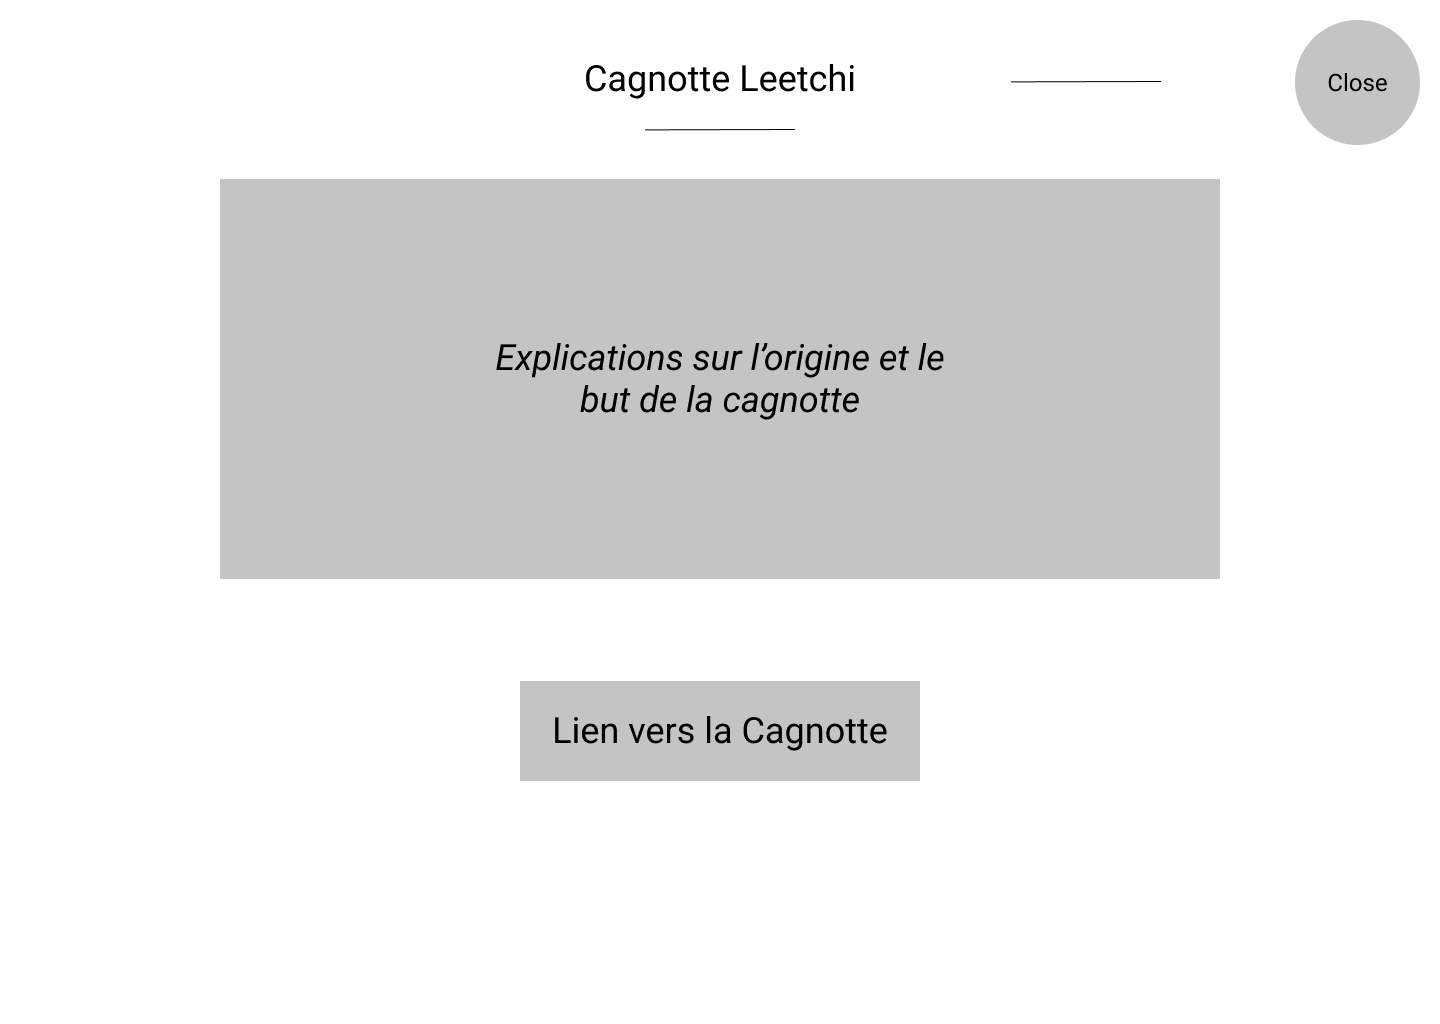 Cagnotte Leetchi
Close
Explications sur l’origine et le
but de la cagnotte
Lien vers la Cagnotte